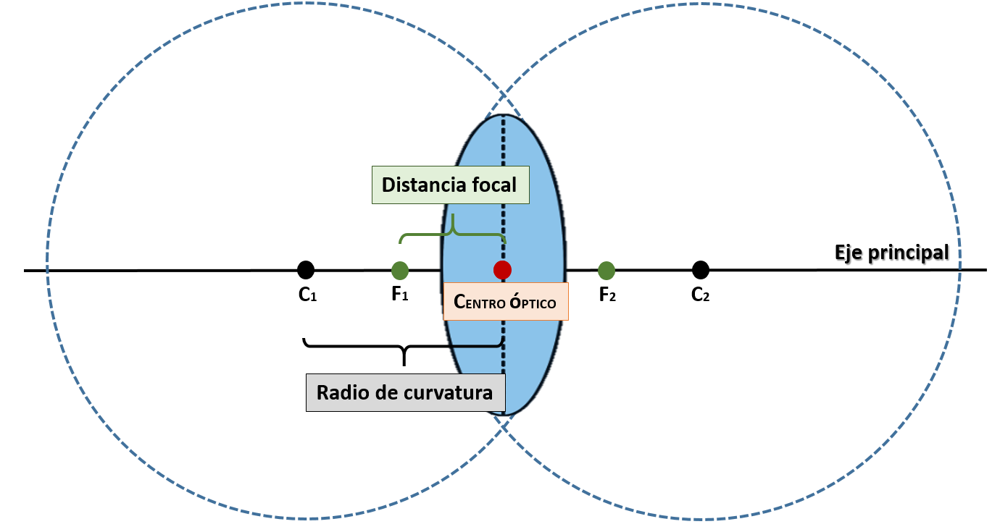 Distancia focal
Eje principal
C1
F1
Centro óptico
F2
C2
Radio de curvatura